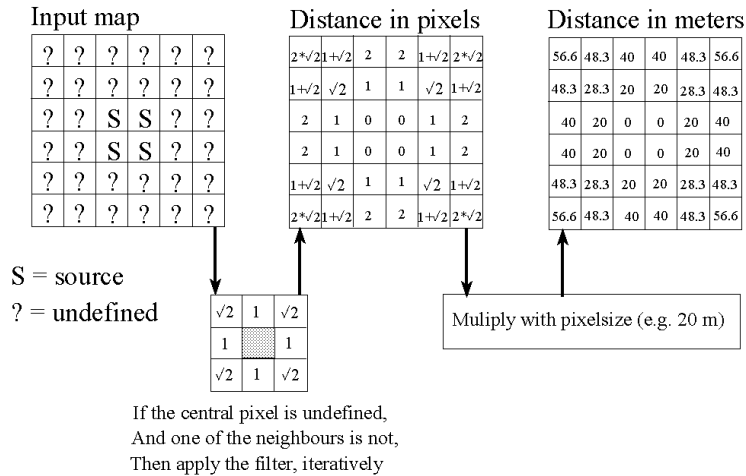 Input map
? ? ? ? ? ?
? ? ? ? ? ?
? ? S S ? ?
? ? S S ? ?
? ? ? ? ? ?
? ? ? ? ? ?
S = source
? = undefined
Distance in pixels
2*√2 1+√2 2 2 1+√2 2*√2
1+√2 √2 1 1 √2 1+√2
2 1 0 0 1 2
2 1 0 0 1 2
1+√2 √2 1 1 √2 1+√2
2*√2 1+√2 2 2 1+√2 2*√2
Distance in meters
56.6 48.3 40 40 48.3 56.6
48.3 28.3 20 20 28.3 48.3
40 20 0 0 20 40
40 20 0 0 20 40
48.3 28.3 20 20 28.3 48.3
56.6 48.3 40 40 48.3 56.6
√2 1 √2
1 1
√2 1 √2
If the central pixel is undefined,
And one of the neighbours is not,
Then apply the filter, iteratively
Muliply with pixelsize (e.g. 20 m)